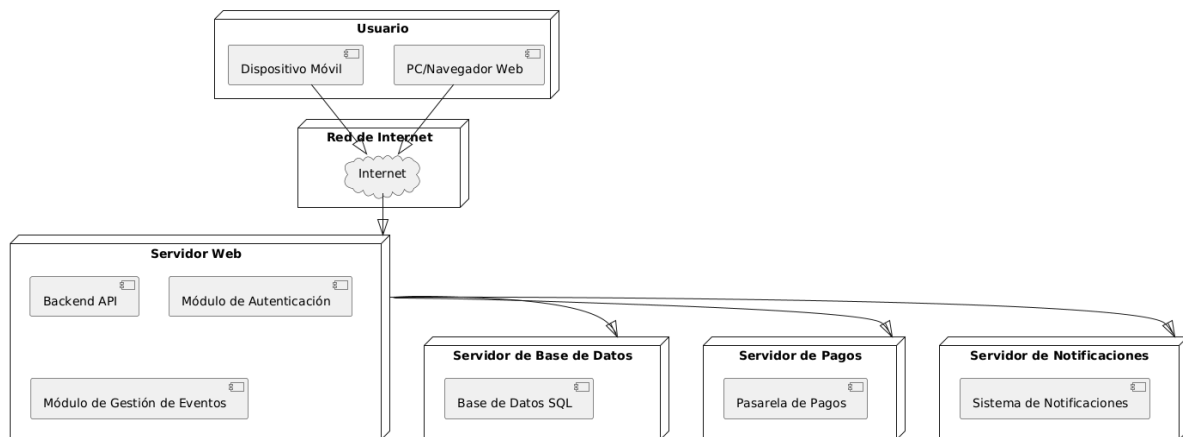 Usuario
Dispositivo Móvil
PC/Navegador Web
Red de Internet
Internet
Servidor Web
Backend API
Módulo de Autenticación
Módulo de Gestión de Eventos
Servidor de Base de Datos
Base de Datos SQL
Servidor de Pagos
Pasarela de Pagos
Servidor de Notificaciones
Sistema de Notificaciones